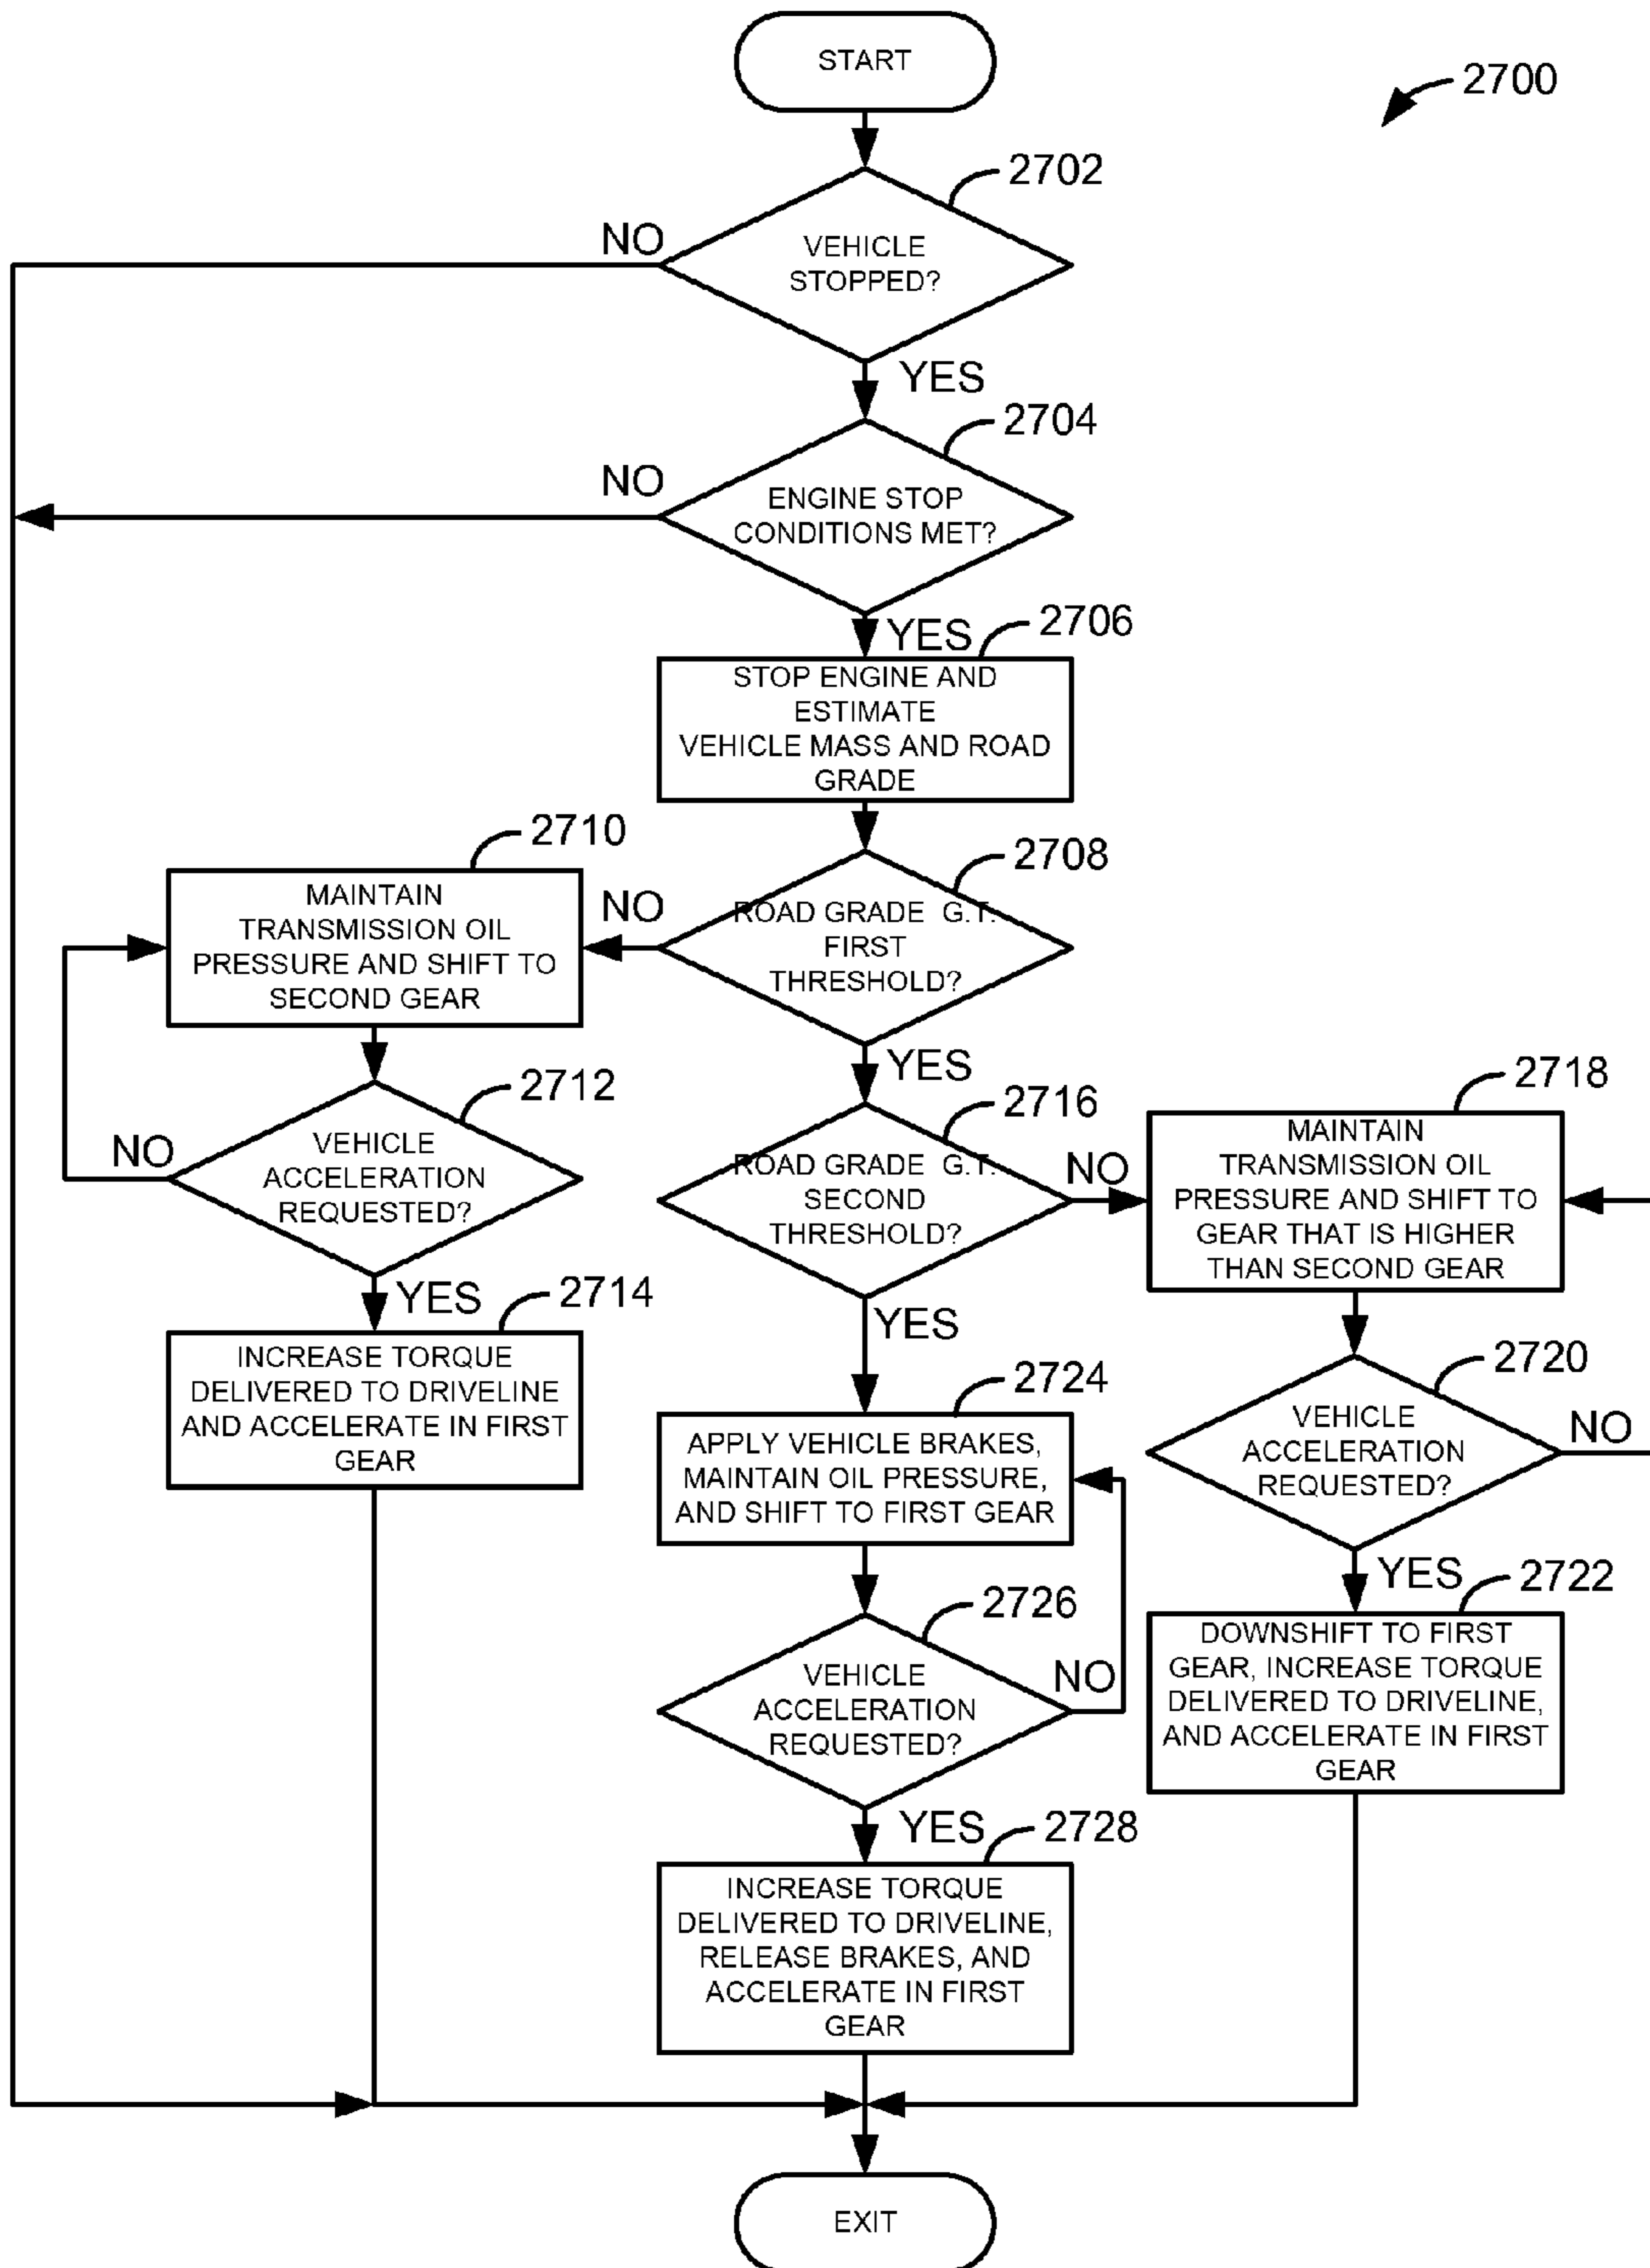 START
2700
2702
NO
VEHICLE
STOPPED?
YES
2704
NO
ENGINE STOP
CONDITIONS MET?
YES
2706
STOP ENGINE AND
ESTIMATE
VEHICLE MASS AND ROAD
GRADE
2710
2708
MAINTAIN
TRANSMISSION OIL
PRESSURE AND SHIFT TO
SECOND GEAR
NO
ROAD GRADE G.T.
FIRST
THRESHOLD?
YES
2712
2716
2718
NO
VEHICLE
ACCELERATION
REQUESTED?
ROAD GRADE G.T.
SECOND
THRESHOLD?
NO
MAINTAIN
TRANSMISSION OIL
PRESSURE AND SHIFT TO
GEAR THAT IS HIGHER
THAN SECOND GEAR
YES
2714
YES
INCREASE TORQUE
DELIVERED TO DRIVELINE
AND ACCELERATE IN FIRST
GEAR
2724
2720
APPLY VEHICLE BRAKES,
MAINTAIN OIL PRESSURE,
AND SHIFT TO FIRST GEAR
VEHICLE
ACCELERATION
REQUESTED?
NO
YES
2722
2726
VEHICLE
ACCELERATION
REQUESTED?
NO
DOWNSHIFT TO FIRST
GEAR, INCREASE TORQUE
DELIVERED TO DRIVELINE,
AND ACCELERATE IN FIRST
GEAR
YES
2728
INCREASE TORQUE
DELIVERED TO DRIVELINE,
RELEASE BRAKES, AND
ACCELERATE IN FIRST
GEAR
EXIT